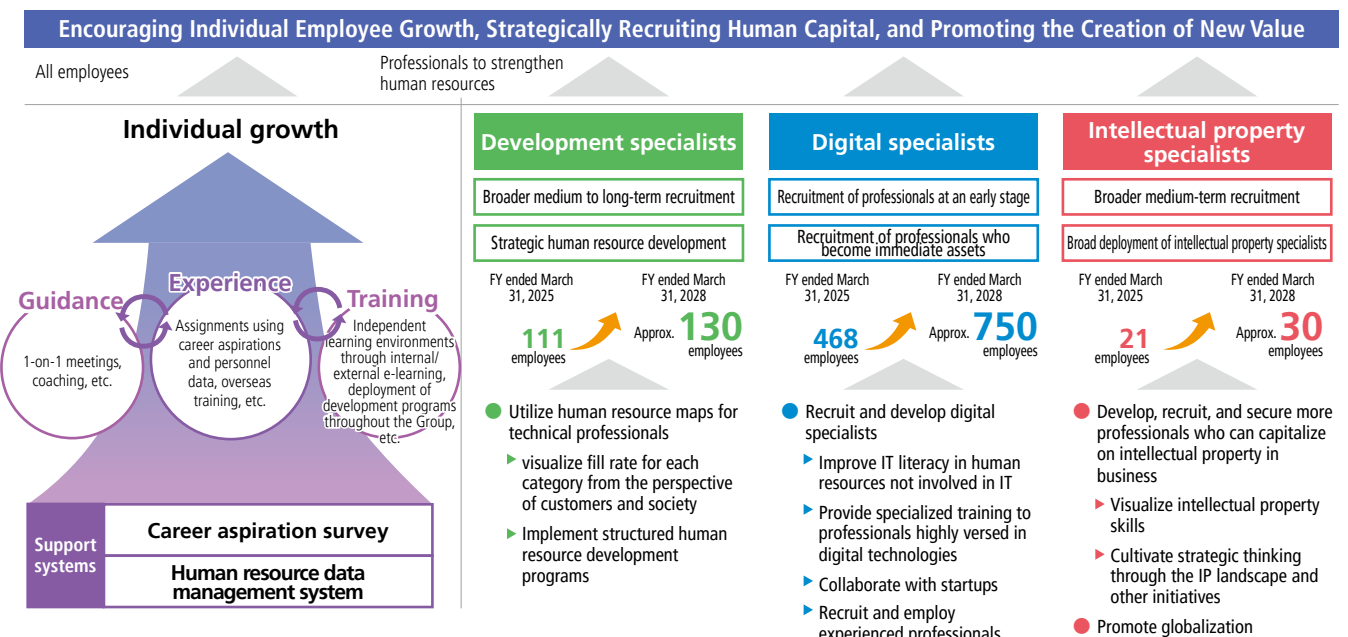 Encouraging Individual Employee Growth, Strategically Recruiting Human Capital, and Promoting the Creation of New Value
All employees
Professionals to strengthen
human resources
Individual growth
Guidance
1-on-1 meetings,
coaching, etc.
Experience
Assignments using
career aspirations
and personnel
data, overseas
training, etc.
Training
Independent
learning environments
through internal/
external e-learning,
deployment of
development programs
throughout the Group,
etc.
Support
systems
Career aspiration survey
Human resource data
management system
Development specialists
Broader medium to long-term recruitment
Strategic human resource development
FY ended March
31, 2025
111
employees
FY ended March
31, 2028
Approx. 130
employees
Utilize human resource maps for
technical professionals
visualize fill rate for each
category from the perspective
of customers and society
Implement structured human
resource development
programs
Digital specialists
Recruitment of professionals at an early stage
Recruitment of professionals who
become immediate assets
FY ended March
31, 2025
468
employees
FY ended March
31, 2028
Approx. 750
employees
Recruit and develop digital
specialists
Improve IT literacy in human
resources not involved in IT
Provide specialized training to
professionals highly versed in
digital technologies
Collaborate with startups
Recruit and employ
experienced professionals
Intellectual property
specialists
Broader medium-term recruitment
Broad deployment of intellectual property specialists
FY ended March
31, 2025
21
employees
FY ended March
31, 2028
Approx. 30
employees
Develop, recruit, and secure more
professionals who can capitalize
on intellectual property in
business
Visualize intellectual property
skills
Cultivate strategic thinking
through the IP landscape and
other initiatives
Promote globalization